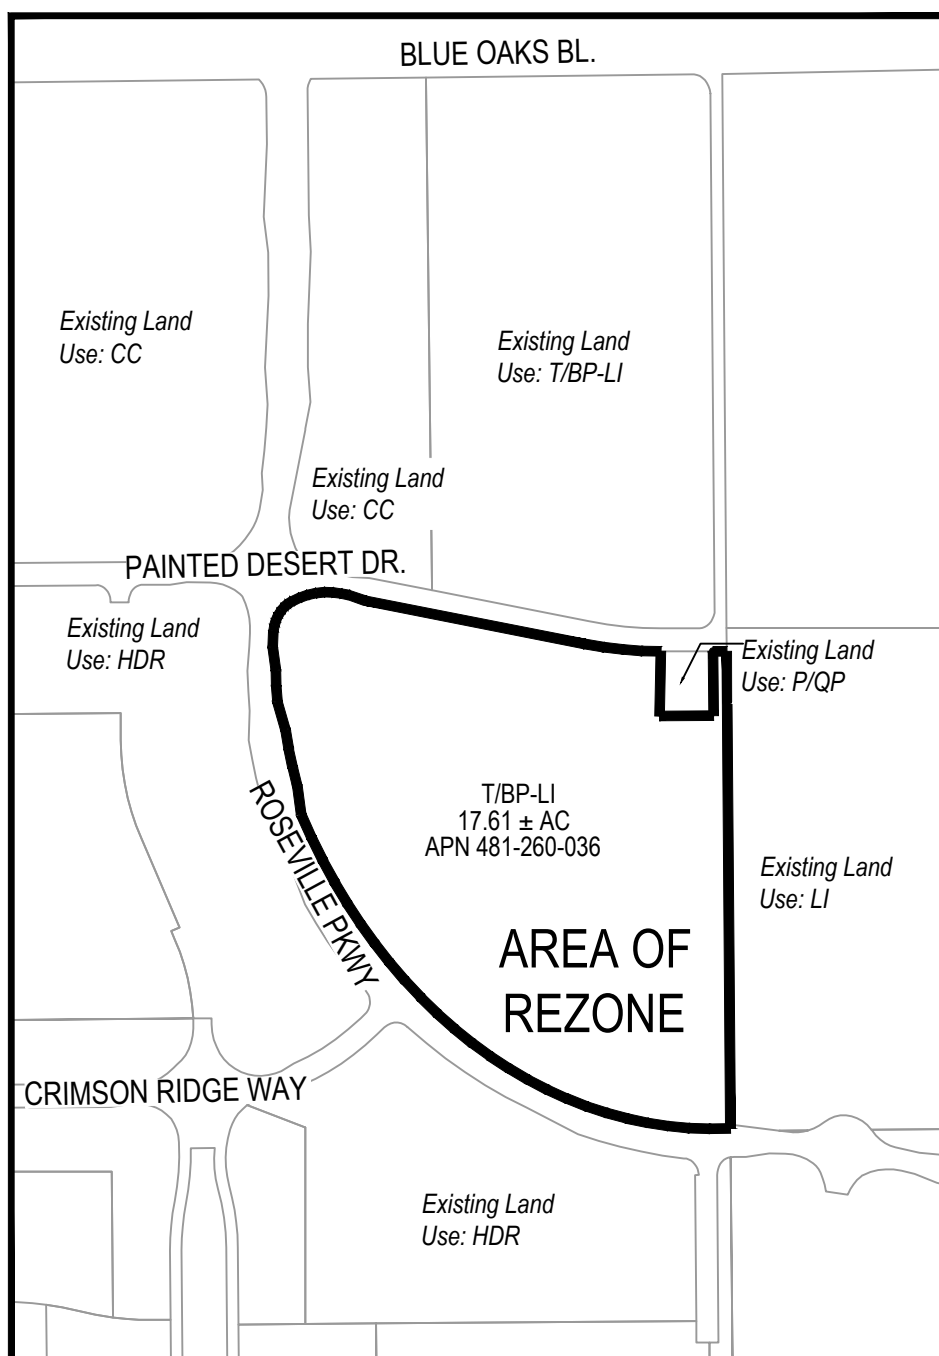 BLUE OAKS BL.
Existing Land
Use: CC
Existing Land
Use: T/BP-LI
Existing Land
Use: CC
PAINTED DESERT DR.
Existing Land
Use: HDR
Existing Land
Use: P/QP
T/BP-LI
17.61 ± AC
APN 481-260-036
ROSEVILLE PKWY
Existing Land
Use: LI
AREA OF
REZONE
CRIMSON RIDGE WAY
Existing Land
Use: HDR